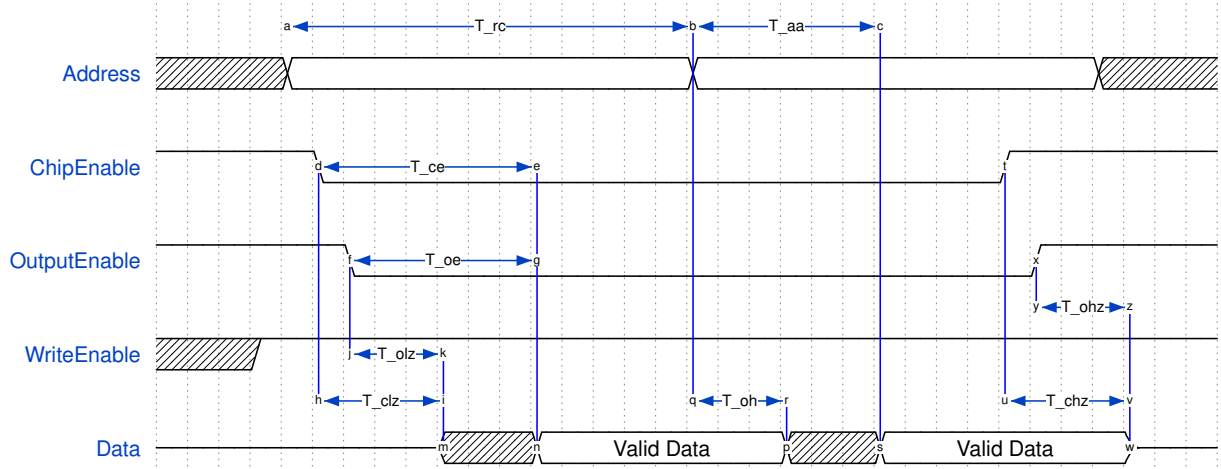 a T_rc b T_aa c
Address
ChipEnable d T_ce e t
OutputEnable f T_oe g x
y T_ohz z
WriteEnable j T_olz k
h T_clz i q T_oh r u T_chz v
Data m n Valid Data p s Valid Data w